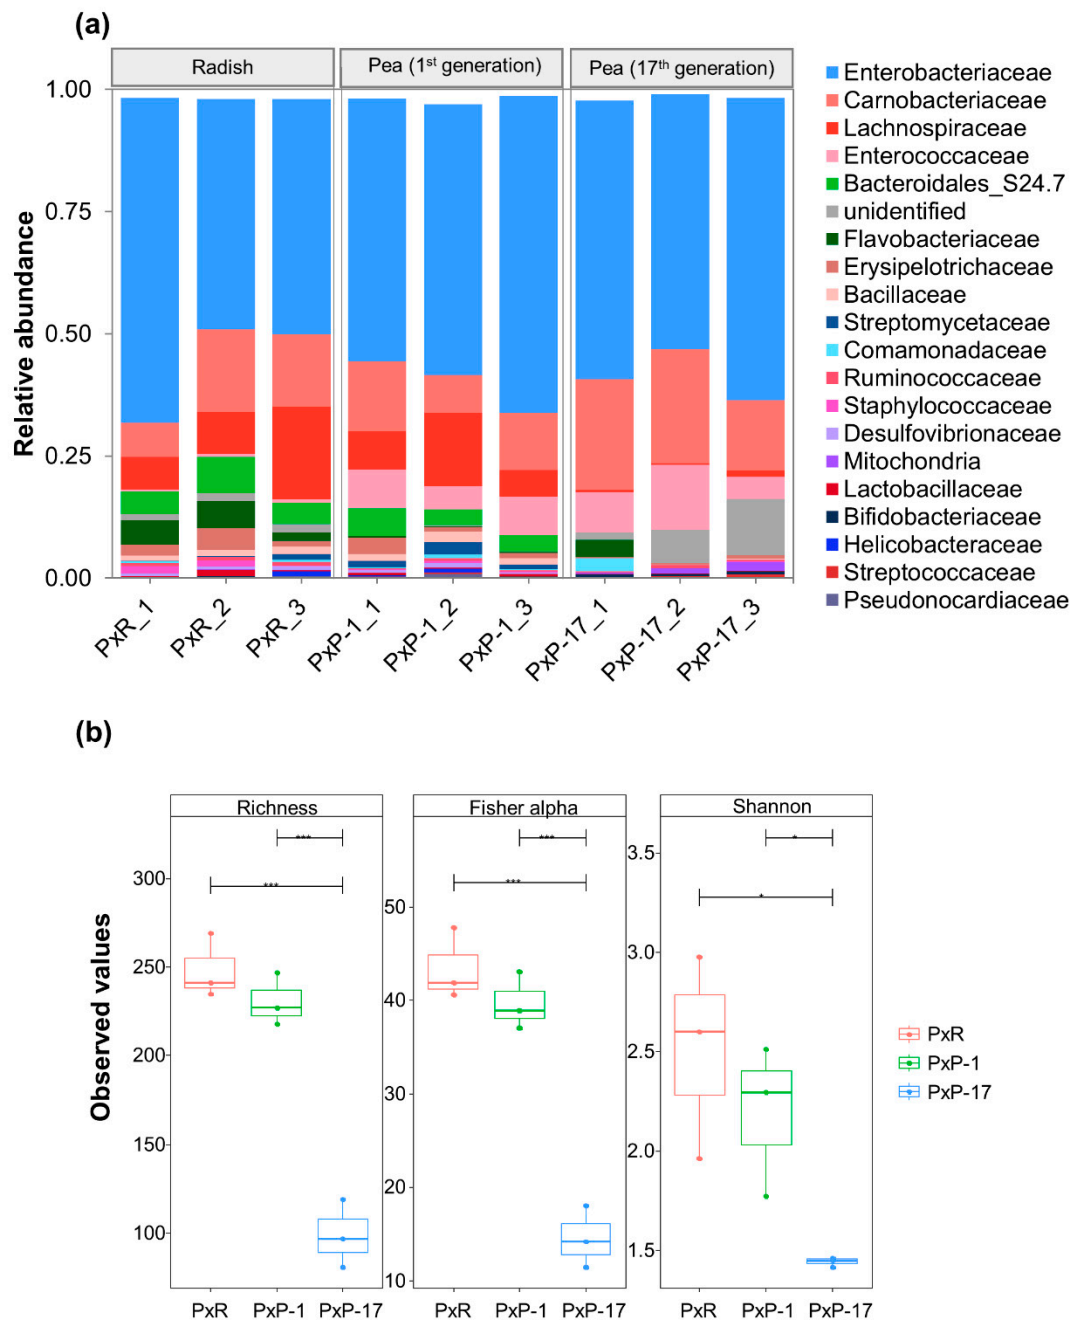 (a)
Radish
Pea (1st generation)
Pea (17th generation)
Relative abundance
1.00
0.75
0.50
0.25
0.00
PxR_1
PxR_2
PxR_3
PxP-1_1
PxP-1_2
PxP-1_3
PxP-17_1
PxP-17_2
PxP-17_3
Enterobacteriaceae
Carnobacteriaceae
Lachnospiraceae
Enterococcaceae
Bacteroidales_S24.7
unidentified
Flavobacteriaceae
Erysipelotrichaceae
Bacillaceae
Streptomycetaceae
Comamonadaceae
Ruminococcaceae
Staphylococcaceae
Desulfovibrionaceae
Mitochondria
Lactobacillaceae
Bifidobacteriaceae
Helicobacteraceae
Streptococcaceae
Pseudonocardiaceae
(b)
Observed values
Richness
***
***
300
250
200
150
100
PxR
PxP-1
PxP-17
Fisher alpha
***
***
50
40
30
20
10
PxR
PxP-1
PxP-17
Shannon
*
*
3.5
3.0
2.5
2.0
1.5
PxR
PxP-1
PxP-17
PxR
PxP-1
PxP-17